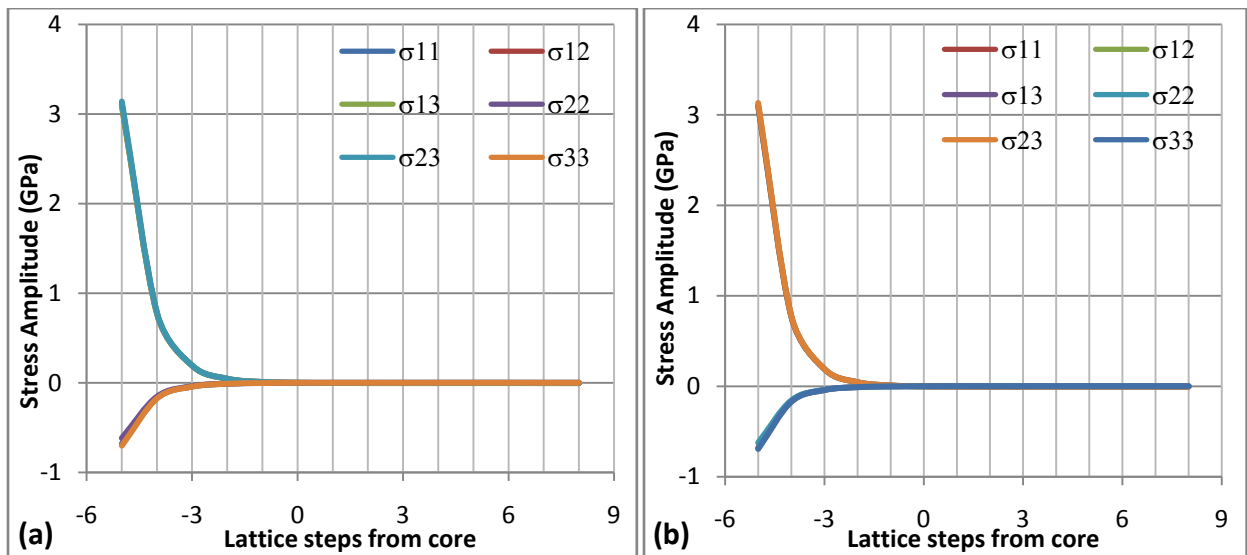 4
3
2
1
0
-1
-6 -3 0 3 6 9
Stress Amplitude (GPa)
Lattice steps from core
σ11 σ12
σ13 σ22
σ23 σ33
(a)
4
3
2
1
0
-1
-6 -3 0 3 6 9
Stress Amplitude (GPa)
Lattice steps from core
σ11 σ12
σ13 σ22
σ23 σ33
(b)